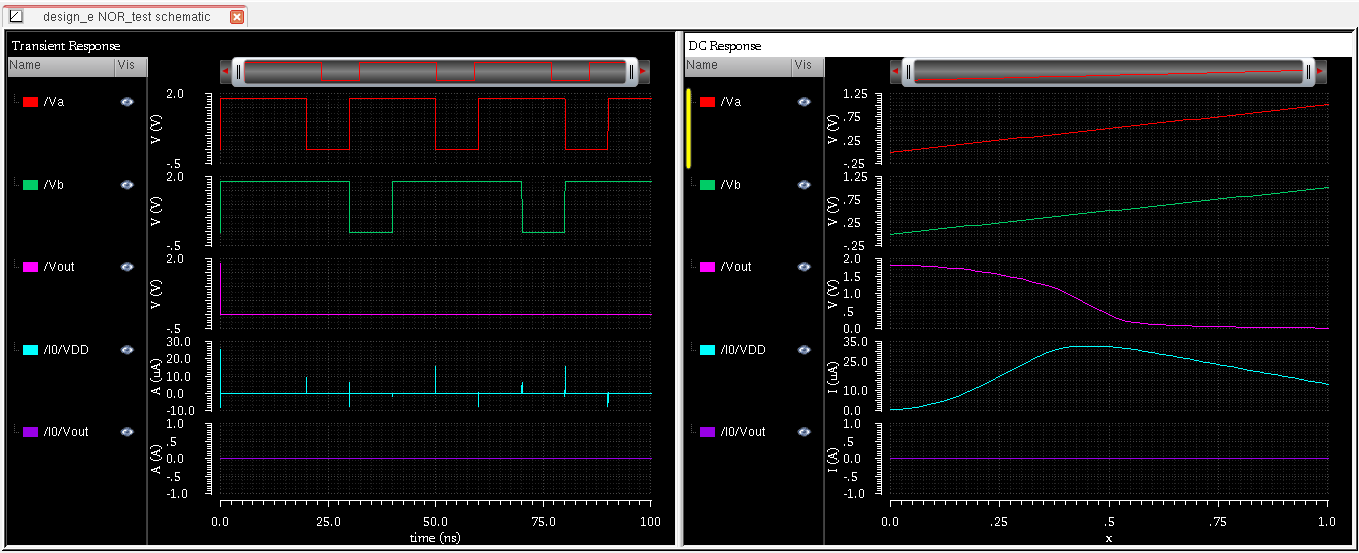 design_e NOR_test schematic
Transient Response
Name Vis
/Va
/Vb
/Vout
/I0/VDD
/I0/Vout
2.0
V (V)
-.5
2.0
V (V)
-.5
2.0
V (V)
-.5
30.0
20.0
10.0
0.0
-10.0
A (uA)
1.0
.5
0.0
-.5
-1.0
A (A)
0.0 25.0 50.0 75.0 100
time (ns)
DC Response
Name Vis
/Va
/Vb
/Vout
/I0/VDD
/I0/Vout
1.25
.75
.25
-.25
V (V)
1.25
.75
.25
-.25
V (V)
2.0
1.5
1.0
.5
0.0
V (V)
35.0
25.0
10.0
0.0
I (uA)
1.0
.5
0.0
-.5
-1.0
I (A)
0.0 .25 .5 .75 1.0
x